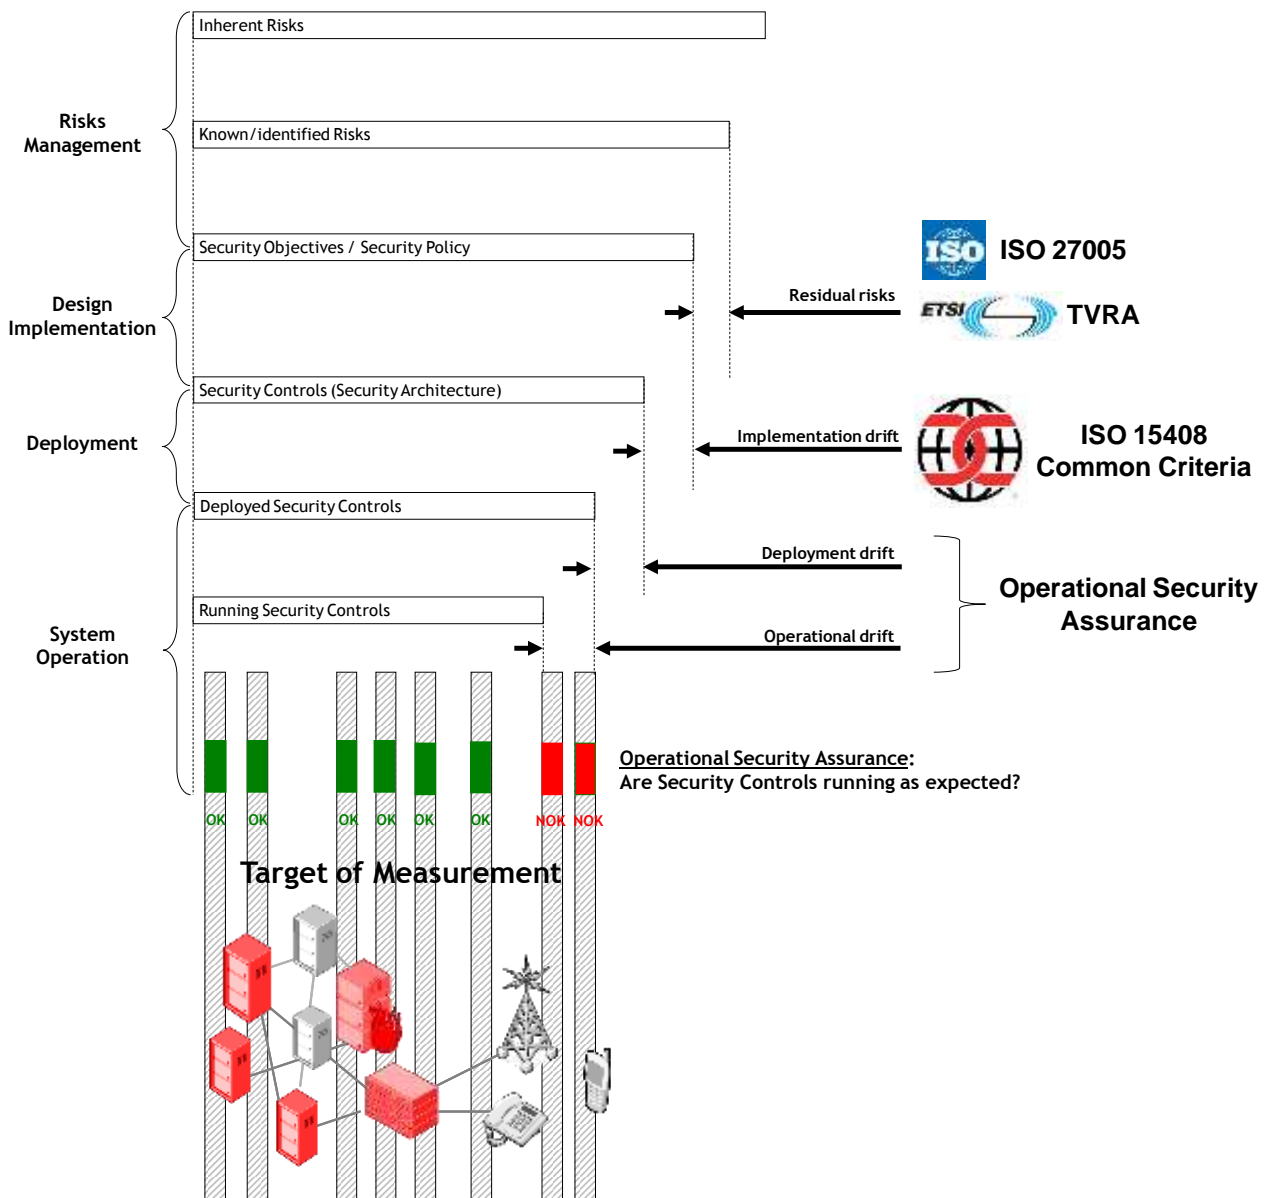 Inherent Risks
Risks
Management
Known/identified Risks
Security Objectives / Security Policy
ISO
ISO 27005
Residual risks
ETSI
TVRA
Design
Implementation
Security Controls (Security Architecture)
Implementation drift
ISO 15408
Common Criteria
Deployment
Deployed Security Controls
Deployment drift
Operational Security
Assurance
Running Security Controls
Operational drift
System
Operation
Operational Security Assurance:
Are Security Controls running as expected?
OK OK OK OK OK OK NOK NOK
Target of Measurement